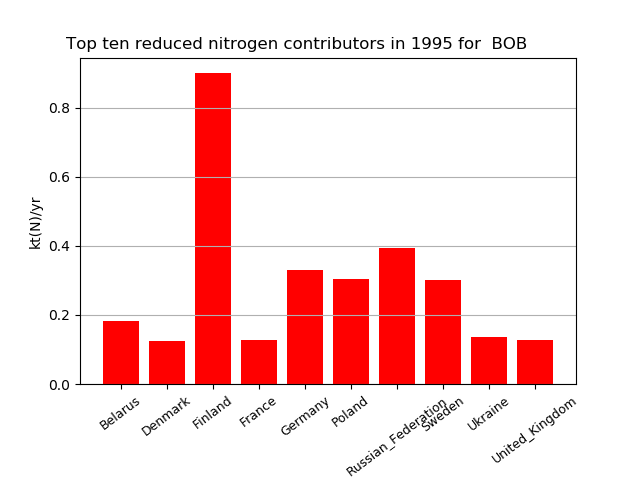 Top ten reduced nitrogen contributors in 1995 for  BOB
kt(N)/yr
0.8
0.6
0.4
0.2
0.0
Belarus
Denmark
Finland
France
Germany
Poland
Russian_Federation
Sweden
Ukraine
United_Kingdom